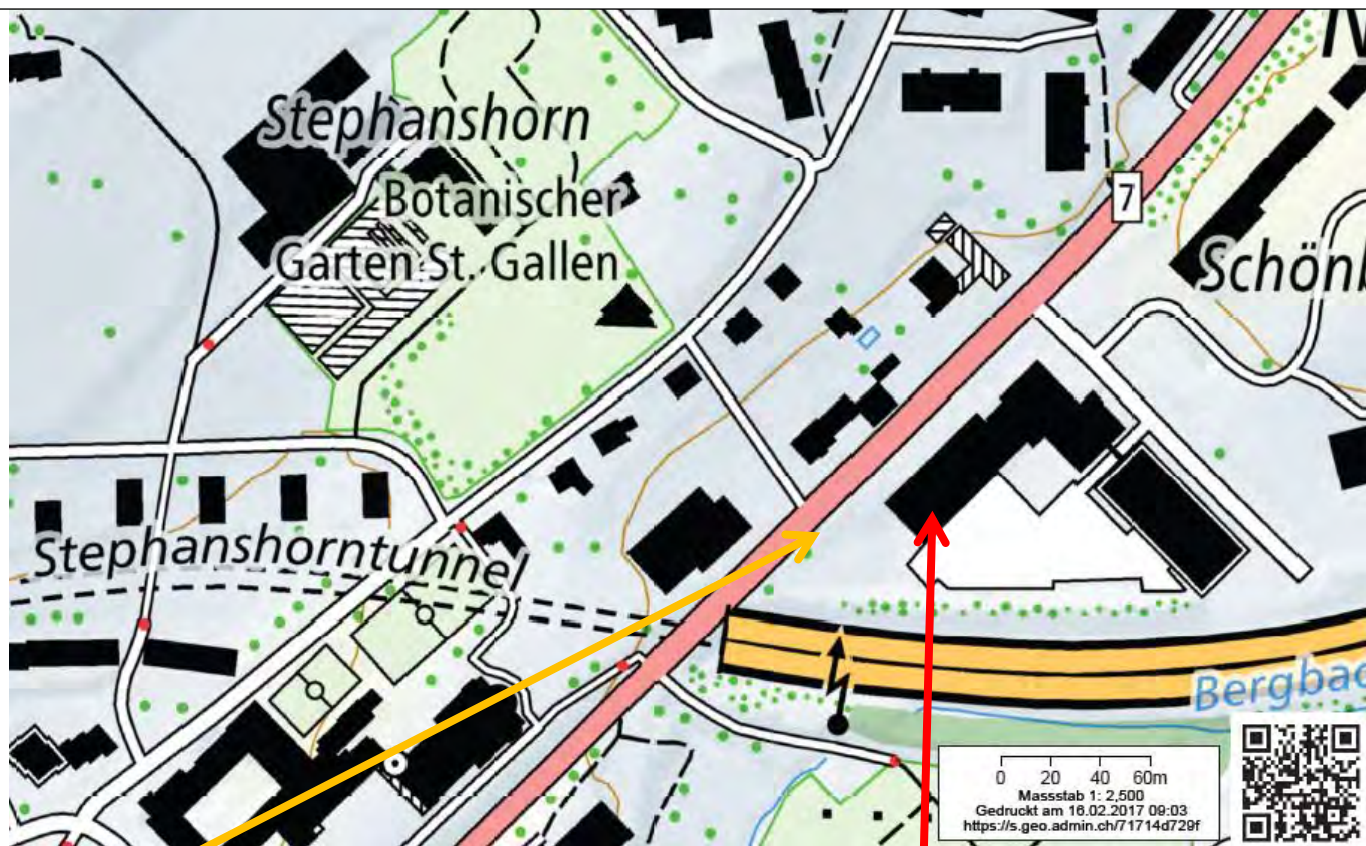 Stephanshorn
Botanischer
Garten St. Gallen
7
Stephanshorntunnel
0 20 40 60m
Massstab 1: 2,500
Gedruckt am 16.02.2017 09:03
https://s.geo.admin.ch/71714d729f